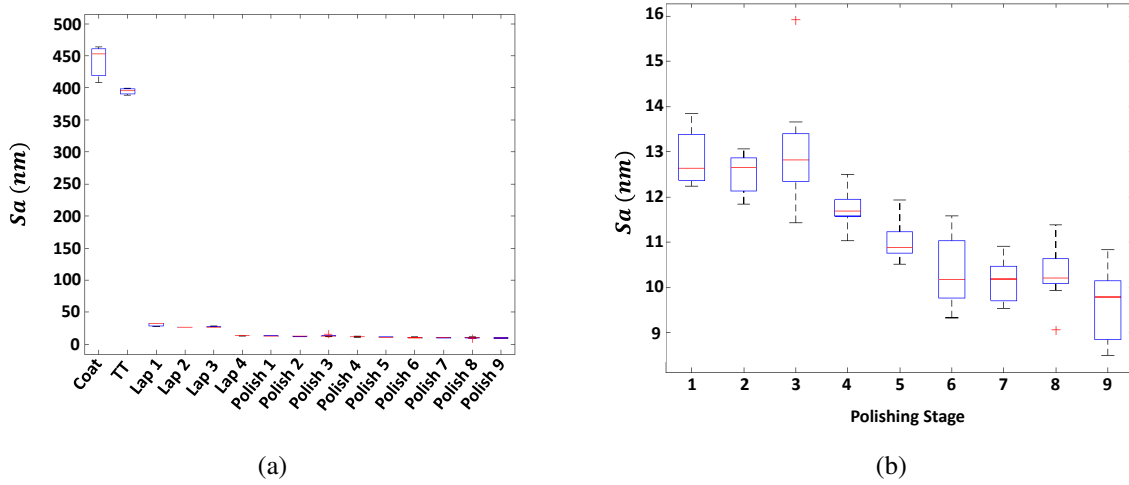 500
450
400
350
300
250
200
150
100
50
0
Sa (nm)
Coat
TT
Lap 1
Lap 2
Lap 3
Lap 4
Polish 1
Polish 2
Polish 3
Polish 4
Polish 5
Polish 6
Polish 7
Polish 8
Polish 9
(a)
16
14
13
12
11
10
9
Sa (nm)
1 2 3 4 5 6 7 8 9
Polishing Stage
(b)